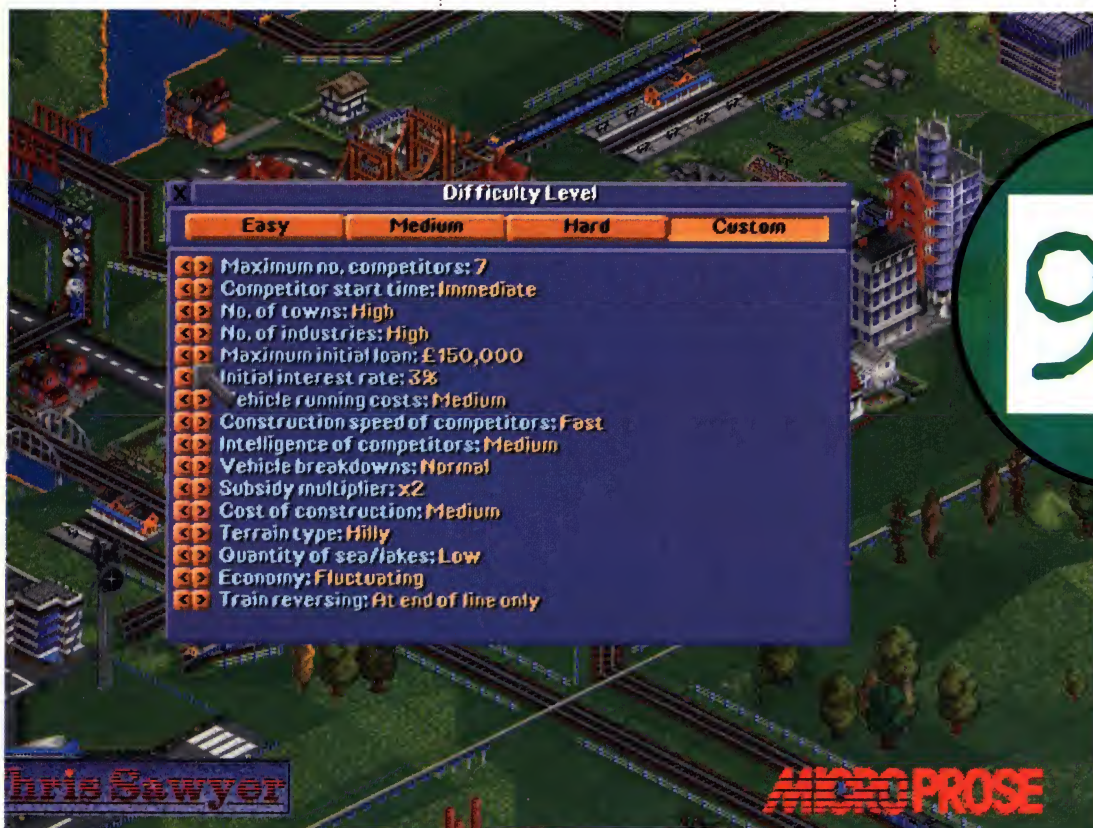 X Difficulty Level
Easy Medium Hard Custom
< > Maximum no. competitors: 7
< > Competitor start time: Immediate
< > No. of towns: High
< > No. of industries: High
< > Maximum initial loan: £150,000
< Initial interest rate: 3%
< > ehicle running costs: Medium
< > Construction speed of competitors: Fast
< > Intelligence of competitors: Medium
< > Vehicle breakdowns: Normal
< > Subsidy multiplier: x2
< > Cost of construction: Medium
< > Terrain type: Hilly
< > Quantity of sea/lakes: Low
< > Economy: Fluctuating
< > Train reversing: At end of line only
9
Chris Sawyer
MICROPROSE